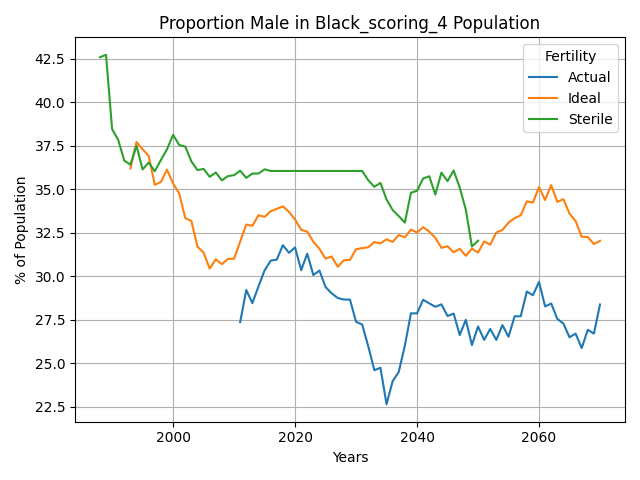 Proportion Male in Black_scoring_4 Population
Fertility
Actual
Ideal
Sterile
% of Population
42.5
40.0
37.5
35.0
32.5
30.0
27.5
25.0
22.5
2000
2020
2040
2060
Years